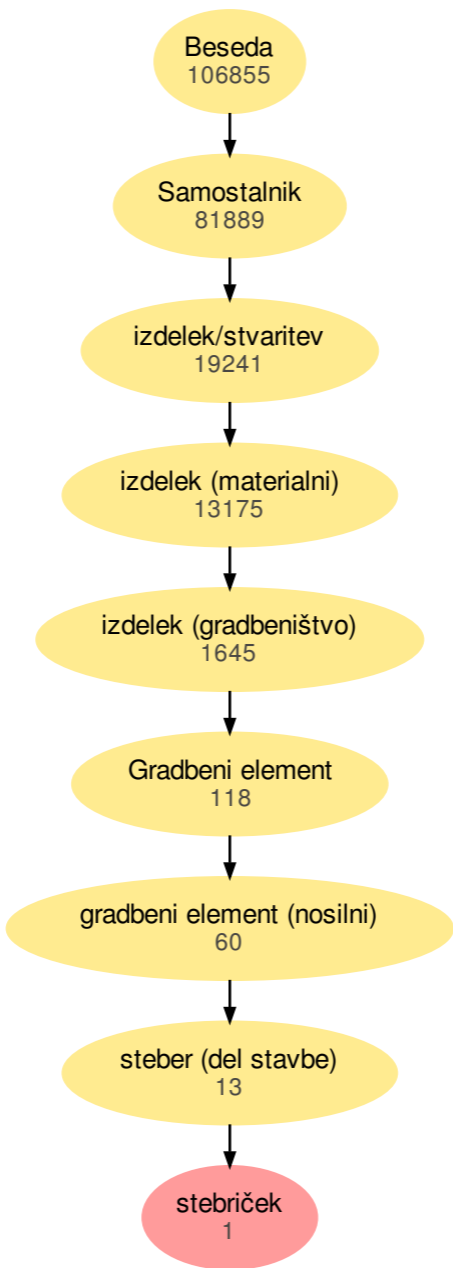 Beseda
106855
Samostalnik
81889
izdelek/stvaritev
19241
izdelek (materialni)
13175
izdelek (gradbeništvo)
1645
Gradbeni element
118
gradbeni element (nosilni)
60
steber (del stavbe)
13
stebriček
1